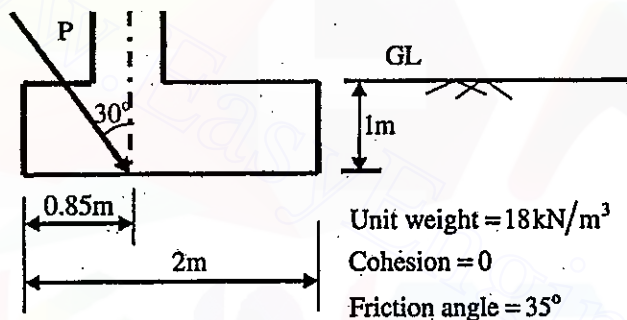 P
GL
30°
1m
0.85m
2m
Unit weight = 18kN/m³
Cohesion = 0
Friction angle = 35°